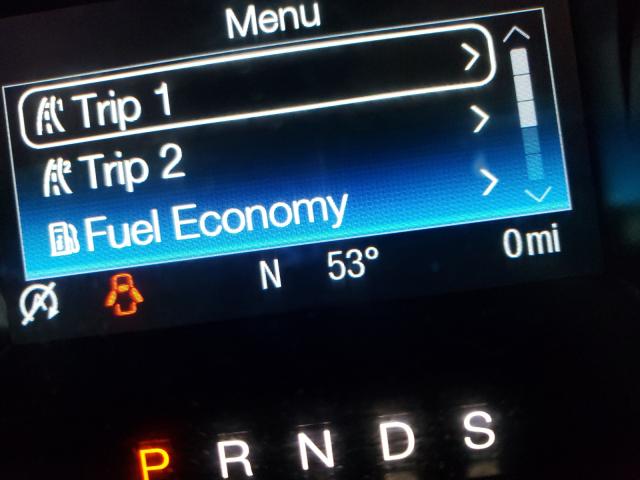 Menu
Trip 1
Trip 2
Fuel Economy
N 53° 0mi
P R N D S